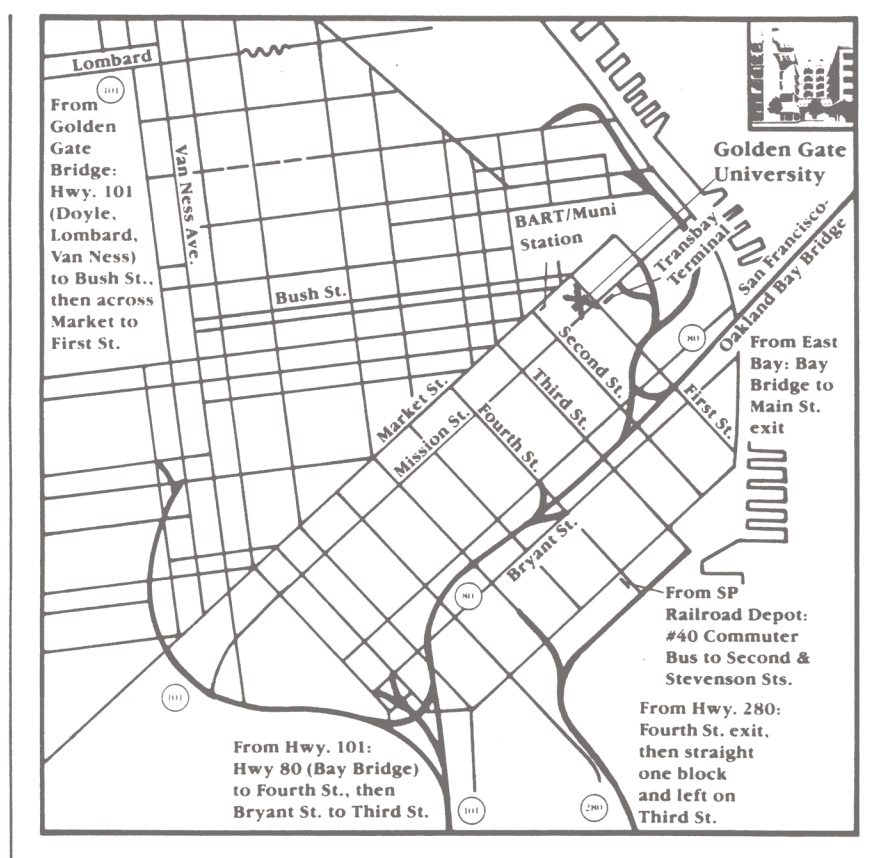 Lombard
101
From
Golden
Gate
Bridge:
Hwy. 101
(Doyle,
Lombard,
Van Ness)
to Bush St.,
then across
Market to
First St.
Van Ness Ave.
Bush St.
BART/Muni
Station
Golden Gate
University
Transbay
Terminal
San Francisco-
Oakland Bay Bridge
80
From East
Bay: Bay
Bridge to
Main St.
exit
Market St.
Mission St.
Fourth St.
Third St.
Second St.
First St.
Bryant St.
80
From SP
Railroad Depot:
#40 Commuter
Bus to Second &
Stevenson Sts.
101
From Hwy. 101:
Hwy 80 (Bay Bridge)
to Fourth St., then
Bryant St. to Third St.
101
280
From Hwy. 280:
Fourth St. exit,
then straight
one block
and left on
Third St.